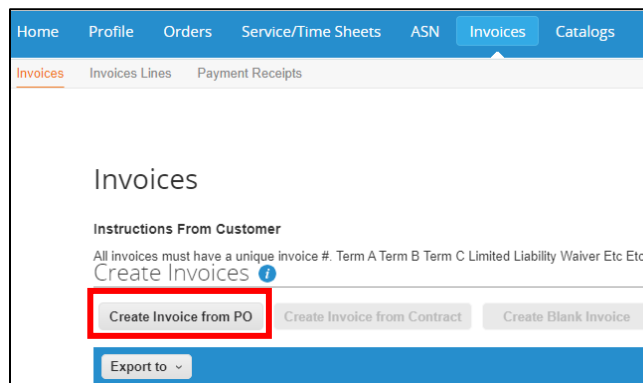 Home Profile Orders Service/Time Sheets ASN Invoices Catalogs
Invoices Invoices Lines Payment Receipts
Invoices
Instructions From Customer
All invoices must have a unique invoice #. Term A Term B Term C Limited Liability Waiver Etc Etc
Create Invoices i
Create Invoice from PO Create Invoice from Contract Create Blank Invoice
Export to